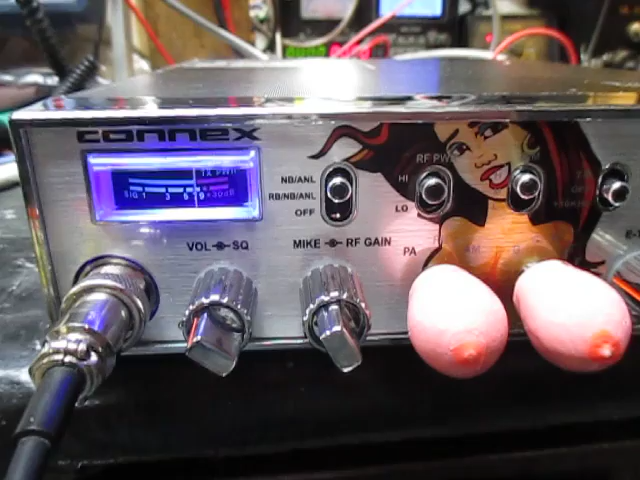 connex
TX PWR
SIG 1 3 5 9 +30dB
NB/ANL
RB/NB/ANL
OFF
RF PWR
HI
LO
VOL SQ
MIKE RF GAIN
PA